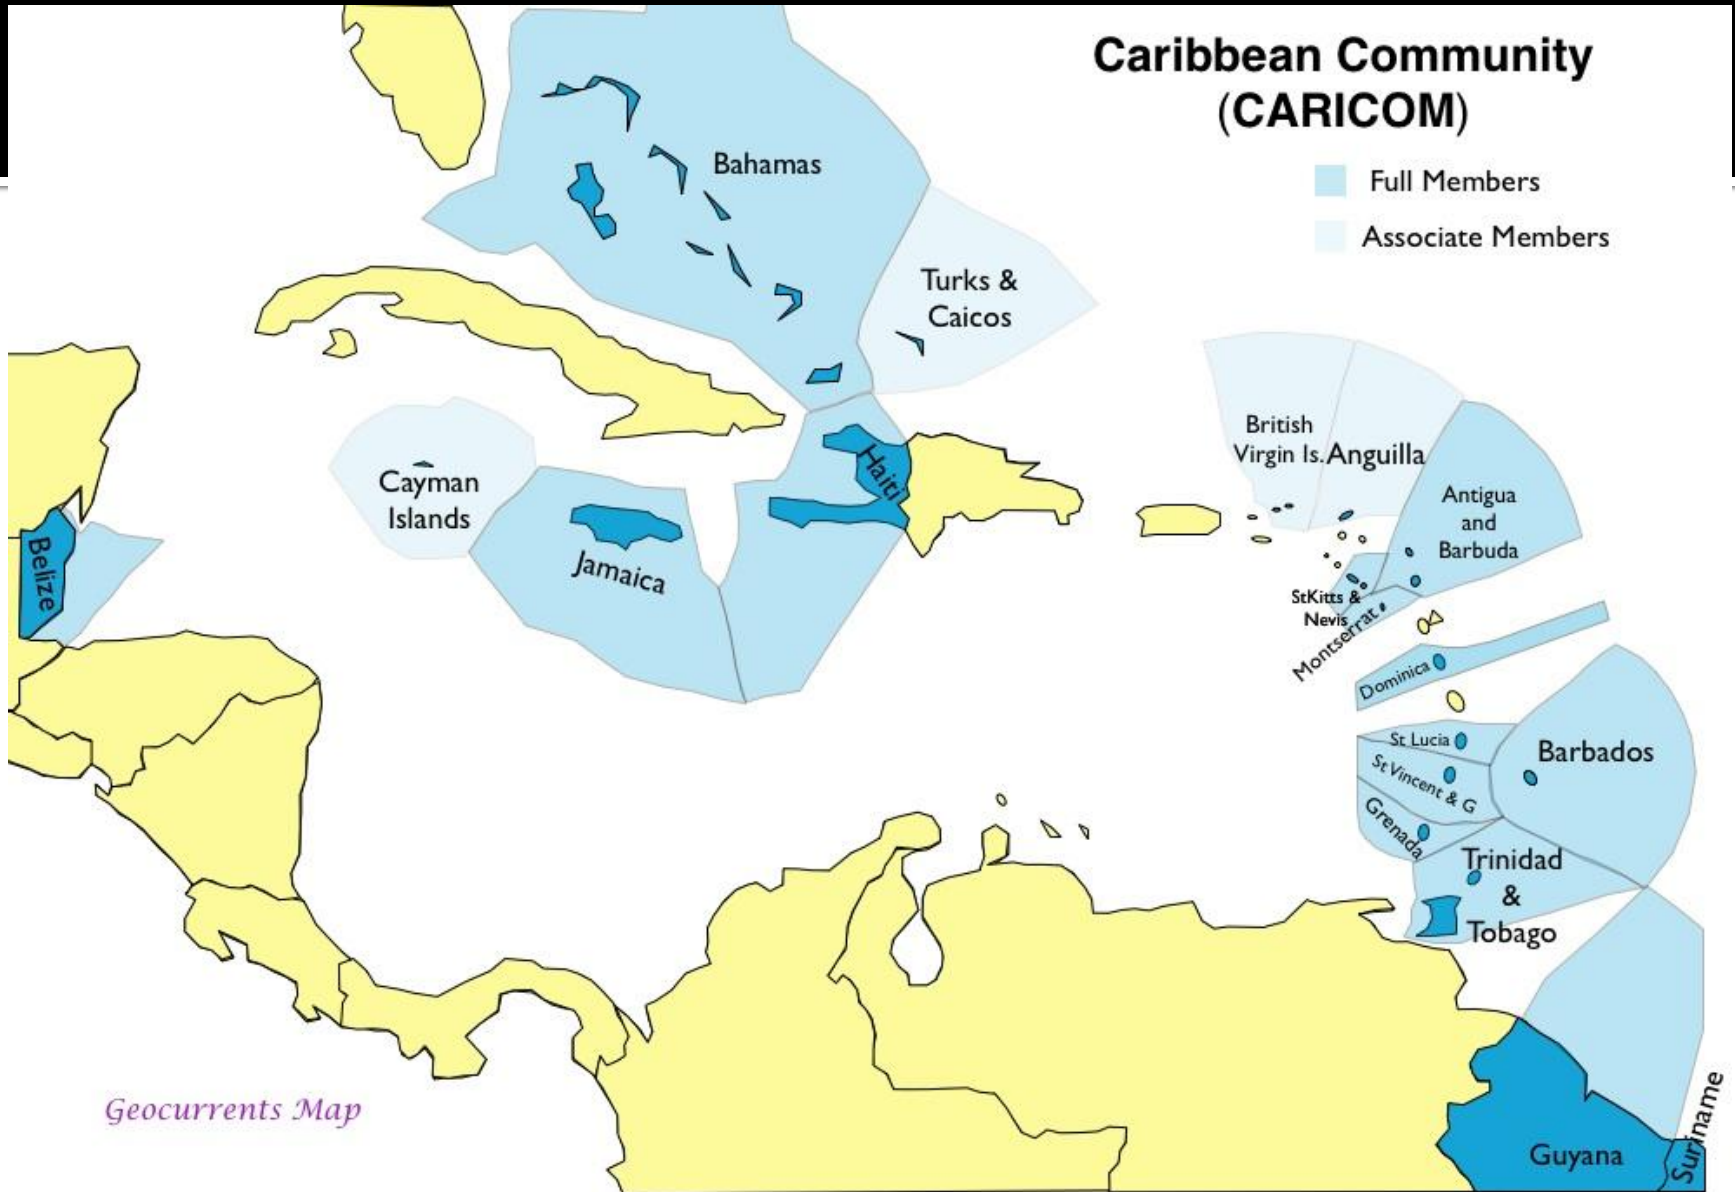 Caribbean Community
(CARICOM)
Full Members
Associate Members
Bahamas
Turks &
Caicos
British
Virgin Is.
Anguilla
Antigua
and
Barbuda
Cayman
Islands
Haiti
Jamaica
Belize
StKitts &
Nevis
Montserrat
Dominica
St Lucia
St Vincent & G
Barbados
Grenada
Trinidad
&
Tobago
Geocurrents Map
Guyana
Suriname